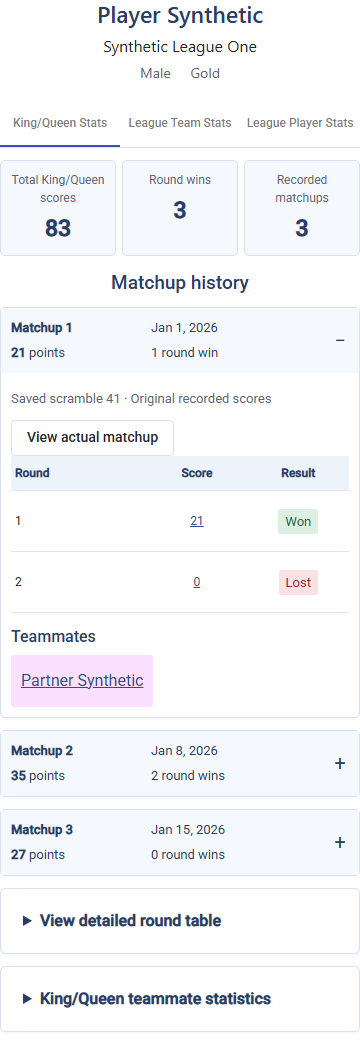 Player Synthetic
Synthetic League One
Male Gold
King/Queen Stats League Team Stats League Player Stats
Total King/Queen scores
83
Round wins
3
Recorded matchups
3
Matchup history
Matchup 1 Jan 1, 2026
21 points 1 round win
−
Saved scramble 41 · Original recorded scores
View actual matchup
Round Score Result
1 21 Won
2 0 Lost
Teammates
Partner Synthetic
Matchup 2 Jan 8, 2026
35 points 2 round wins
+
Matchup 3 Jan 15, 2026
27 points 0 round wins
+
▶ View detailed round table
▶ King/Queen teammate statistics